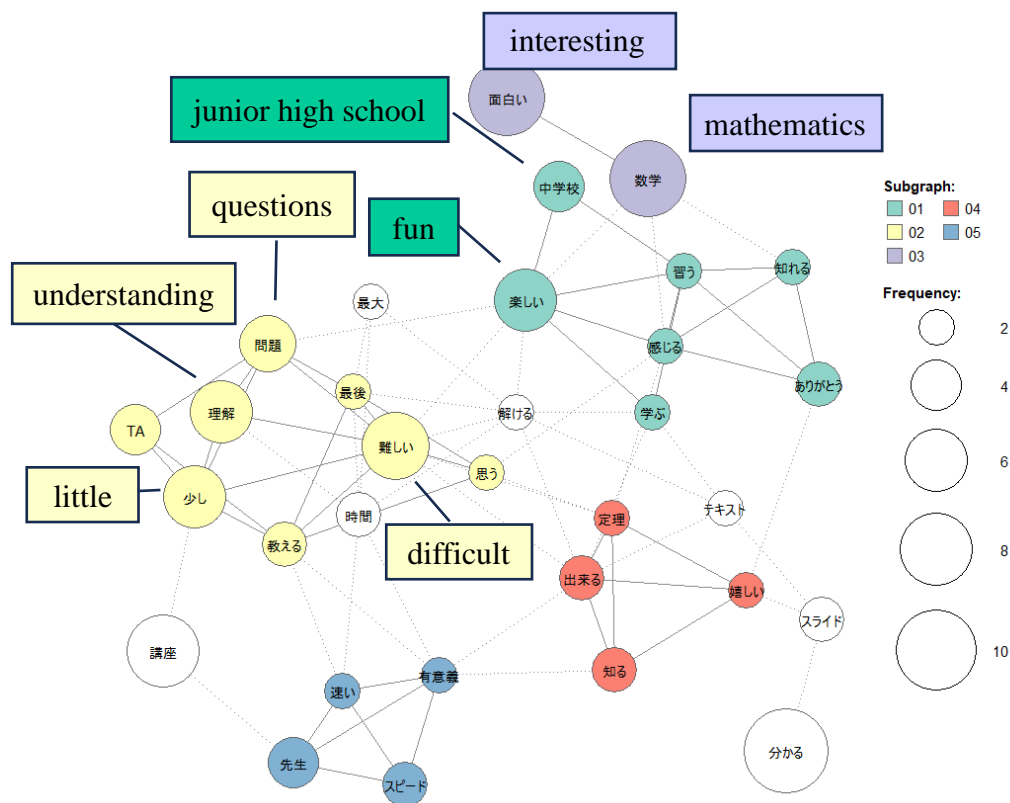 interesting
面白い
junior high school
mathematics
中学校
数学
Subgraph:
01 04
02 05
03
questions
fun
習う
知れる
understanding
最大
楽しい
Frequency:
2
4
6
8
10
問題
感じる
最後
ありがとう
理解
解ける
学ぶ
TA
難しい
思う
little
少し
時間
テキスト
定理
教える
difficult
出来る
嬉しい
スライド
講座
知る
有意義
速い
先生
スピード
分かる